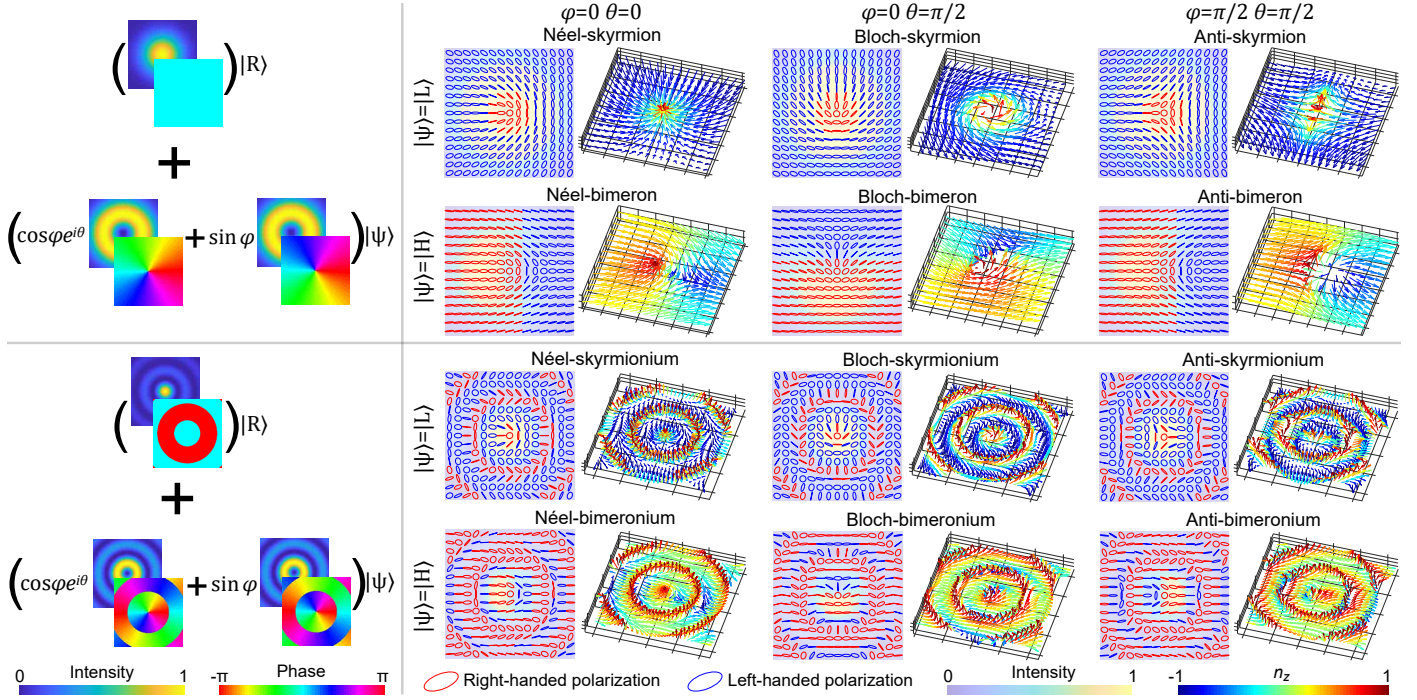 φ=0 θ=0
φ=0 θ=π/2
φ=π/2 θ=π/2
Néel-skyrmion
Bloch-skyrmion
Anti-skyrmion
( )|R⟩
|ψ⟩=|L⟩
+
(cosφe^{iθ} + sin φ )|ψ⟩
Néel-bimeron
Bloch-bimeron
Anti-bimeron
|ψ⟩=|H⟩
Néel-skyrmionium
Bloch-skyrmionium
Anti-skyrmionium
( )|R⟩
|ψ⟩=|L⟩
+
(cosφe^{iθ} + sin φ )|ψ⟩
Néel-bimeronium
Bloch-bimeronium
Anti-bimeronium
|ψ⟩=|H⟩
0 Intensity 1
-π Phase π
Right-handed polarization
Left-handed polarization
0 Intensity 1
-1 n_z 1